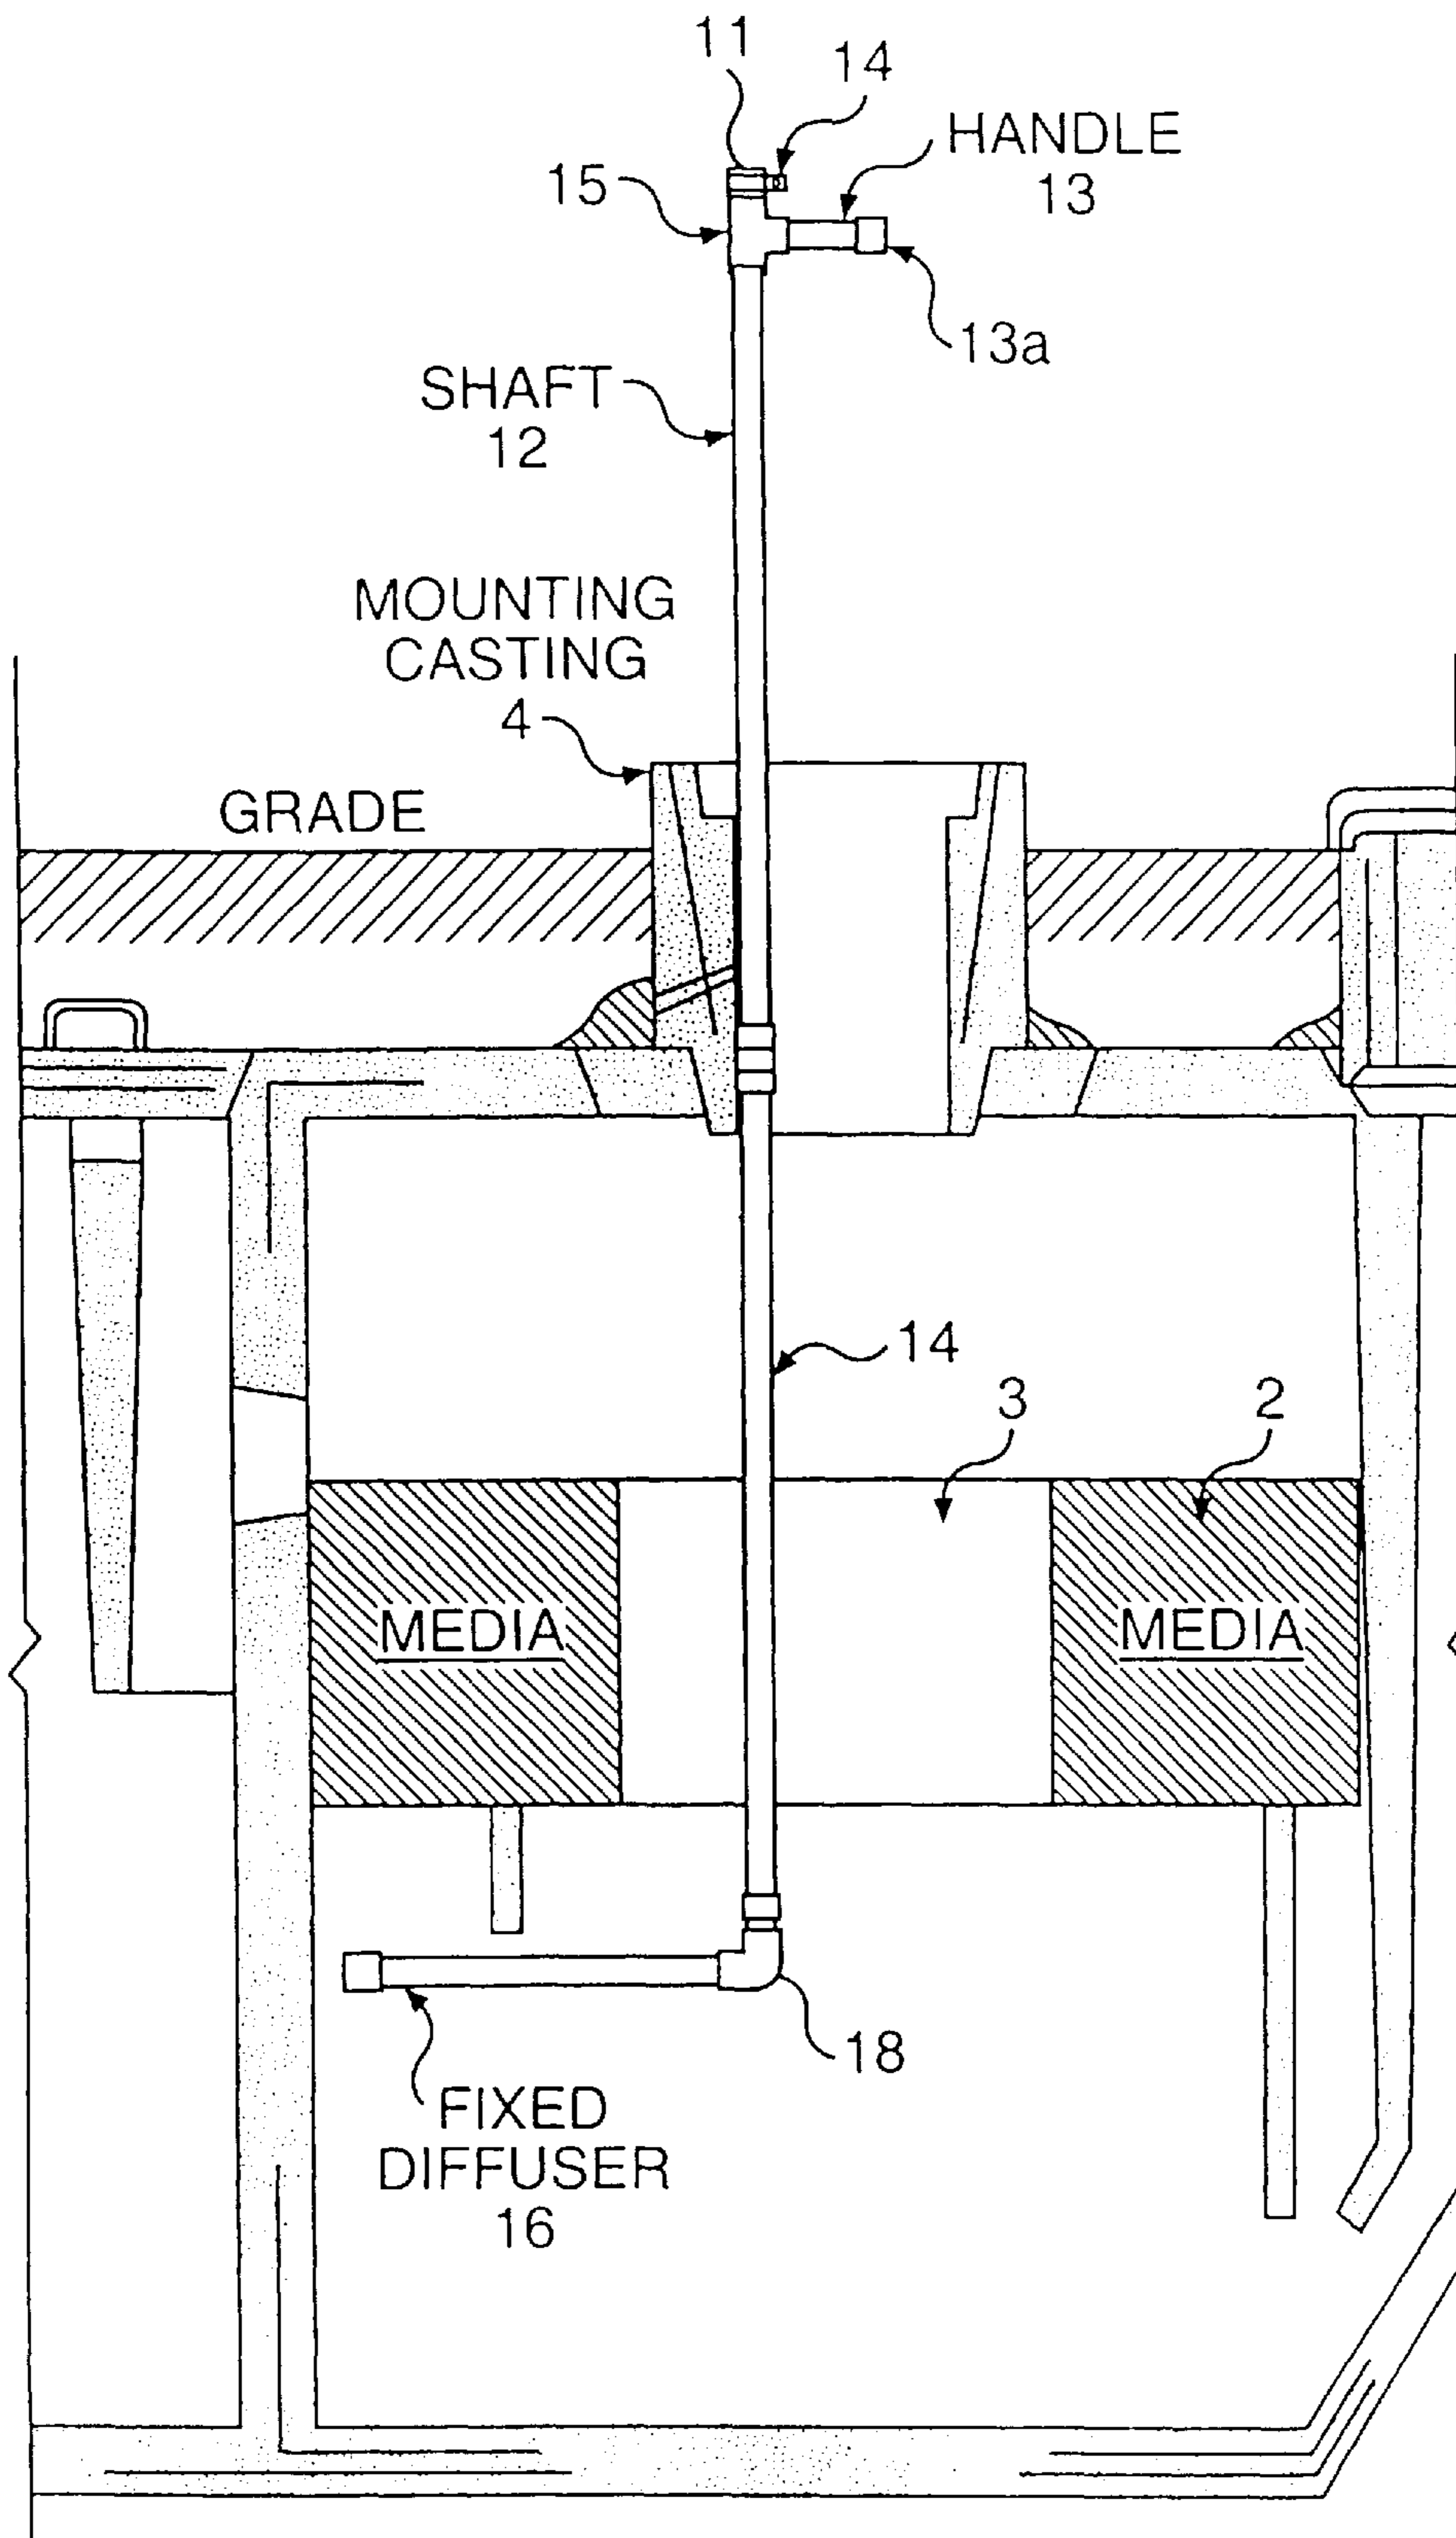 11
14
HANDLE
13
15
13a
SHAFT
12
MOUNTING
CASTING
4
GRADE
14
3
2
MEDIA
MEDIA
18
FIXED
DIFFUSER
16